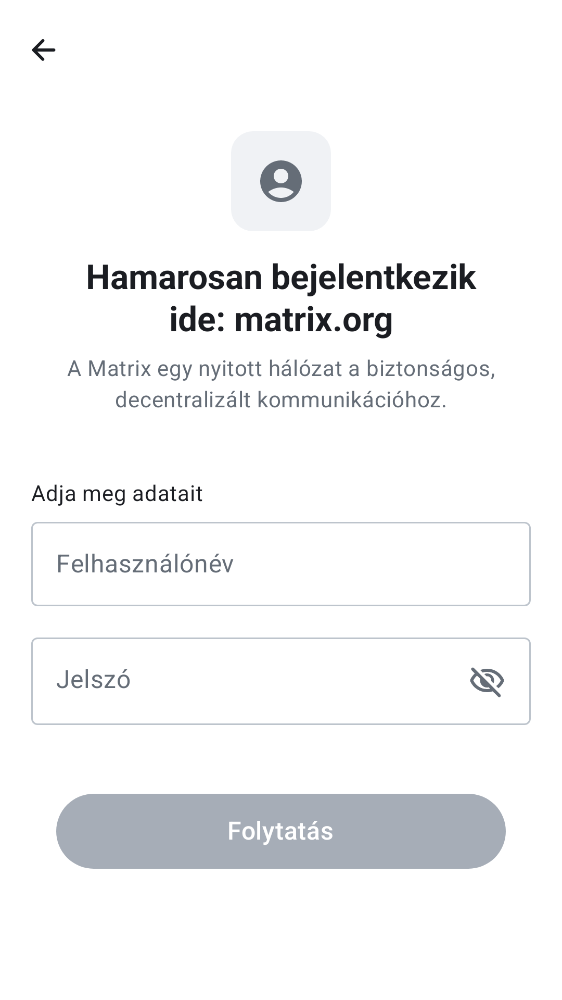 Hamarosan bejelentkezik
ide: matrix.org
A Matrix egy nyitott hálózat a biztonságos,
decentralizált kommunikációhoz.
Adja meg adatait
Felhasználónév
Jelszó
Folytatás